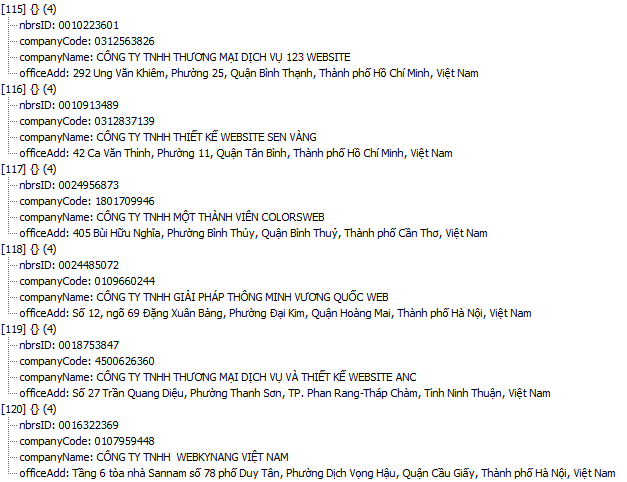 [115] {} (4)
nbrsID: 0010223601
companyCode: 0312563826
companyName: CÔNG TY TNHH THƯƠNG MẠI DỊCH VỤ 123 WEBSITE
officeAdd: 292 Ung Văn Khiêm, Phường 25, Quận Bình Thạnh, Thành phố Hồ Chí Minh, Việt Nam
[116] {} (4)
nbrsID: 0010913489
companyCode: 0312837139
companyName: CÔNG TY TNHH THIẾT KẾ WEBSITE SEN VÀNG
officeAdd: 42 Ca Văn Thỉnh, Phường 11, Quận Tân Bình, Thành phố Hồ Chí Minh, Việt Nam
[117] {} (4)
nbrsID: 0024956873
companyCode: 1801709946
companyName: CÔNG TY TNHH MỘT THÀNH VIÊN COLORSWEB
officeAdd: 405 Bùi Hữu Nghĩa, Phường Bình Thủy, Quận Bình Thuỷ, Thành phố Cần Thơ, Việt Nam
[118] {} (4)
nbrsID: 0024485072
companyCode: 0109660244
companyName: CÔNG TY TNHH GIẢI PHÁP THÔNG MINH VƯƠNG QUỐC WEB
officeAdd: Số 12, ngõ 69 Đặng Xuân Bảng, Phường Đại Kim, Quận Hoàng Mai, Thành phố Hà Nội, Việt Nam
[119] {} (4)
nbrsID: 0018753847
companyCode: 4500626360
companyName: CÔNG TY TNHH THƯƠNG MẠI DỊCH VỤ VÀ THIẾT KẾ WEBSITE ANC
officeAdd: Số 27 Trần Quang Diệu, Phường Thanh Sơn, TP. Phan Rang-Tháp Chàm, Tỉnh Ninh Thuận, Việt Nam
[120] {} (4)
nbrsID: 0016322369
companyCode: 0107959448
companyName: CÔNG TY TNHH  WEBKYNANG VIỆT NAM
officeAdd: Tầng 6 tòa nhà Sannam số 78 phố Duy Tân, Phường Dịch Vọng Hậu, Quận Cầu Giấy, Thành phố Hà Nội, Việt Nam